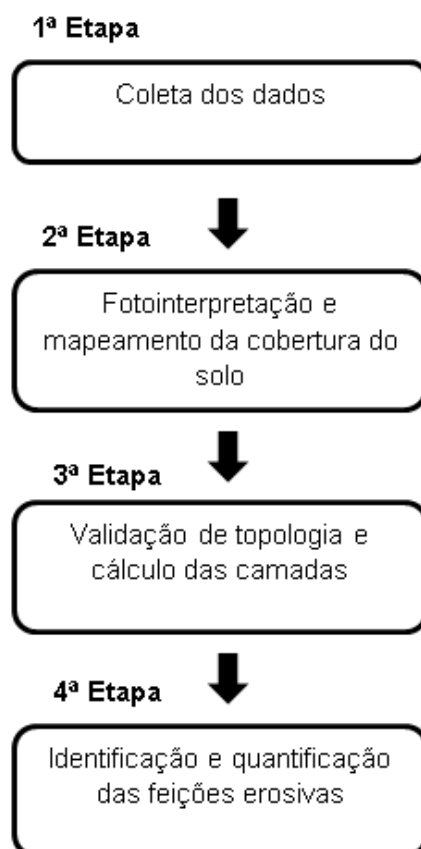 1ª Etapa
Coleta dos dados
2ª Etapa
Fotointerpretação e
mapeamento da cobertura do
solo
3ª Etapa
Validação de topologia e
cálculo das camadas
4ª Etapa
Identificação e quantificação
das feições erosivas